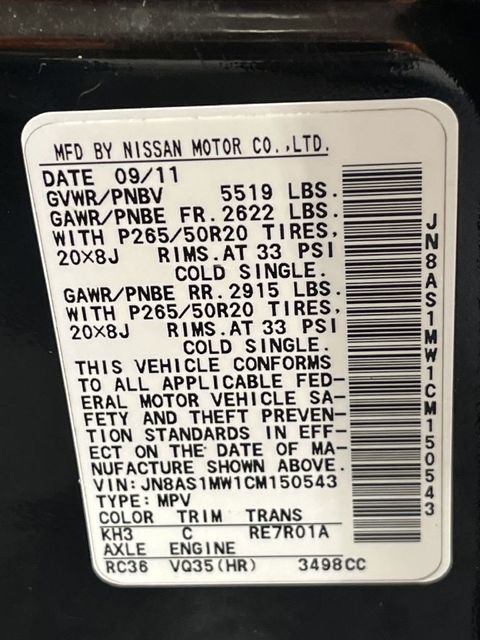 MFD BY NISSAN MOTOR CO.,LTD.
DATE 09/11
GVWR/PNBV 5519 LBS.
GAWR/PNBE FR. 2622 LBS.
WITH P265/50R20 TIRES,
20X8J RIMS. AT 33 PSI
COLD SINGLE.
GAWR/PNBE RR. 2915 LBS.
WITH P265/50R20 TIRES,
20X8J RIMS. AT 33 PSI
COLD SINGLE.
THIS VEHICLE CONFORMS
TO ALL APPLICABLE FED-
ERAL MOTOR VEHICLE SA-
FETY AND THEFT PREVEN-
TION STANDARDS IN EFF-
ECT ON THE DATE OF MA-
NUFACTURE SHOWN ABOVE.
VIN: JN8AS1MW1CM150543
TYPE: MPV
COLOR TRIM TRANS
KH3 C RE7R01A
AXLE ENGINE
RC36 VQ35(HR) 3498CC
JN8AS1MW1CM150543